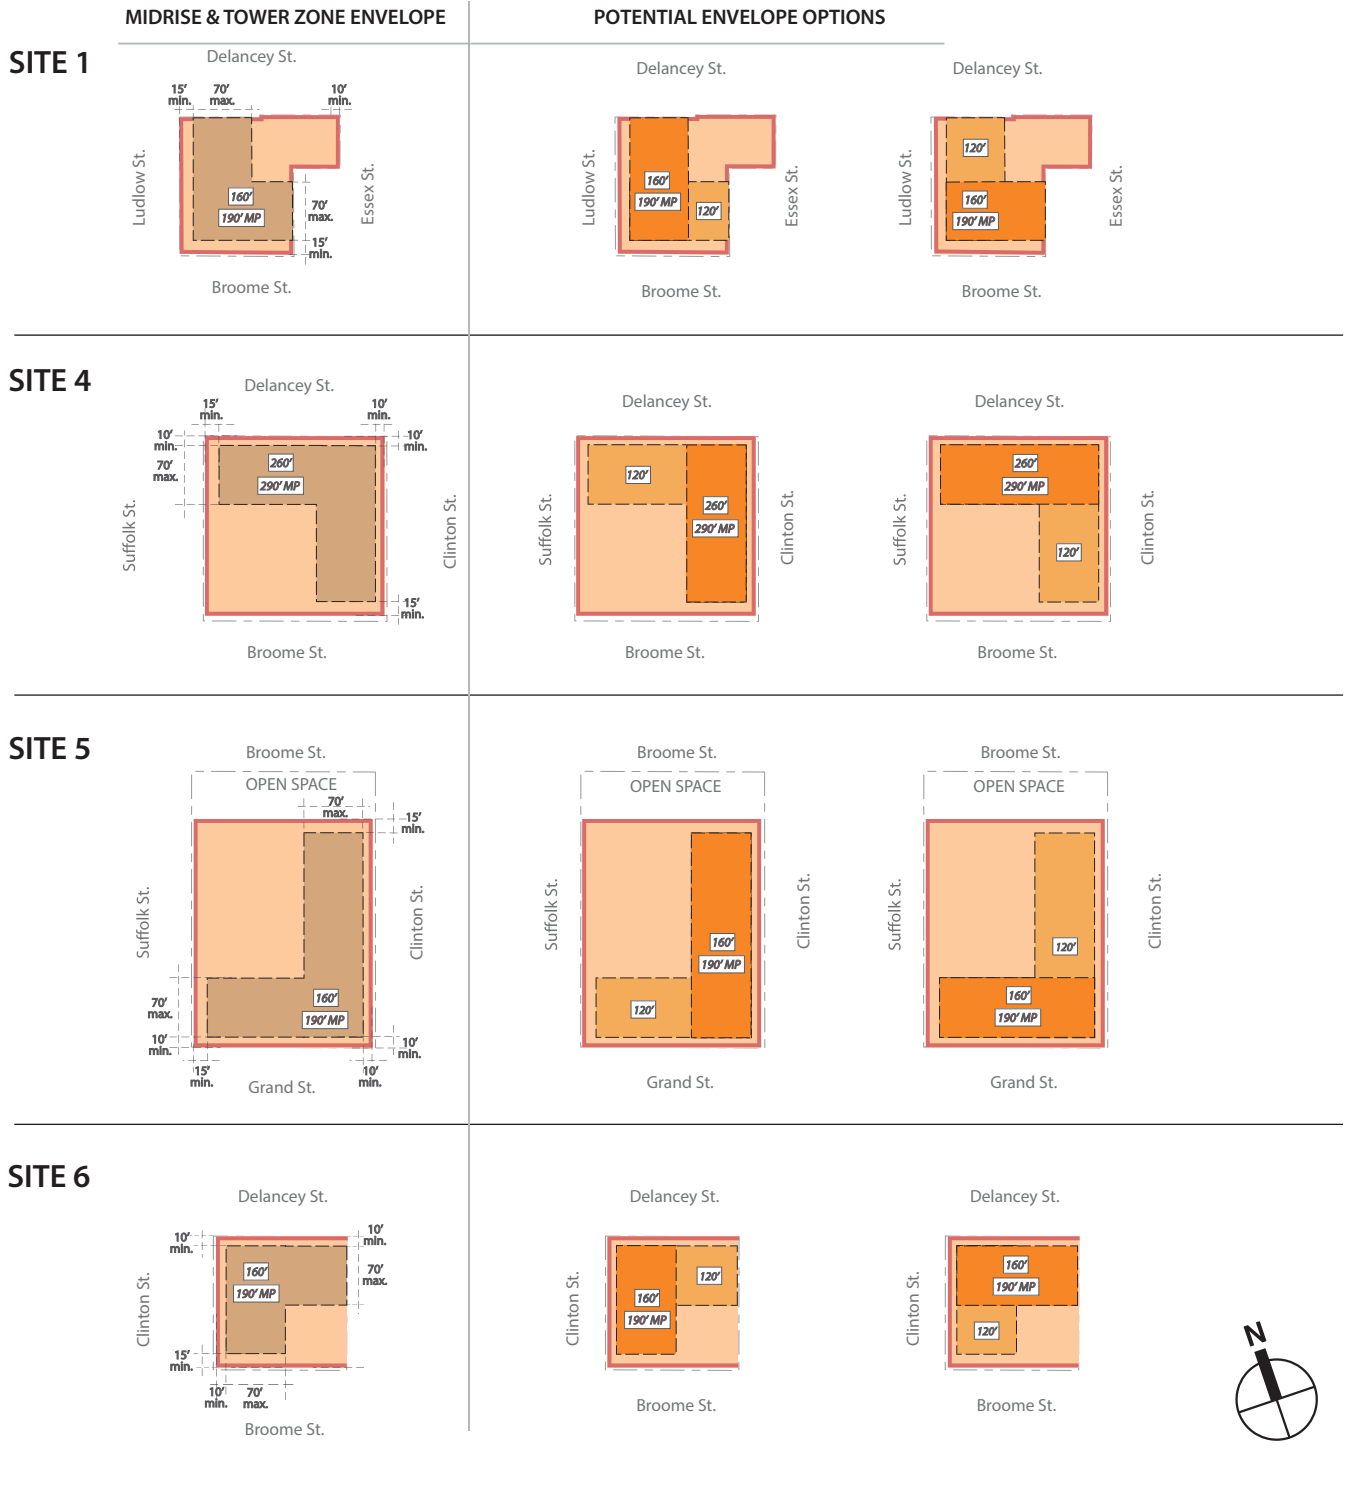 MIDRISE & TOWER ZONE ENVELOPE
POTENTIAL ENVELOPE OPTIONS
SITE 1
Delancey St.
15’ min.
70’ max.
10’ min.
Ludlow St.
160’
190’ MP
70’ max.
15’ min.
Essex St.
Broome St.
Delancey St.
Ludlow St.
160’
190’ MP
120’
Essex St.
Broome St.
Delancey St.
Ludlow St.
120’
160’
190’ MP
Essex St.
Broome St.
SITE 4
Delancey St.
15’ min.
10’ min.
10’ min.
10’ min.
70’ max.
260’
290’ MP
Suffolk St.
Clinton St.
15’ min.
Broome St.
Delancey St.
120’
260’
290’ MP
Suffolk St.
Clinton St.
Broome St.
Delancey St.
260’
290’ MP
120’
Suffolk St.
Clinton St.
Broome St.
SITE 5
Broome St.
OPEN SPACE
70’ max.
15’ min.
Suffolk St.
Clinton St.
160’
190’ MP
70’ max.
10’ min.
10’ min.
15’ min.
10’ min.
Grand St.
Broome St.
OPEN SPACE
Suffolk St.
160’
190’ MP
120’
Clinton St.
Grand St.
Broome St.
OPEN SPACE
Suffolk St.
120’
160’
190’ MP
Clinton St.
Grand St.
SITE 6
Delancey St.
10’ min.
10’ min.
70’ max.
160’
190’ MP
Clinton St.
15’ min.
10’ min.
70’ max.
Broome St.
Delancey St.
Clinton St.
120’
160’
190’ MP
Broome St.
Delancey St.
Clinton St.
160’
190’ MP
120’
Broome St.
N